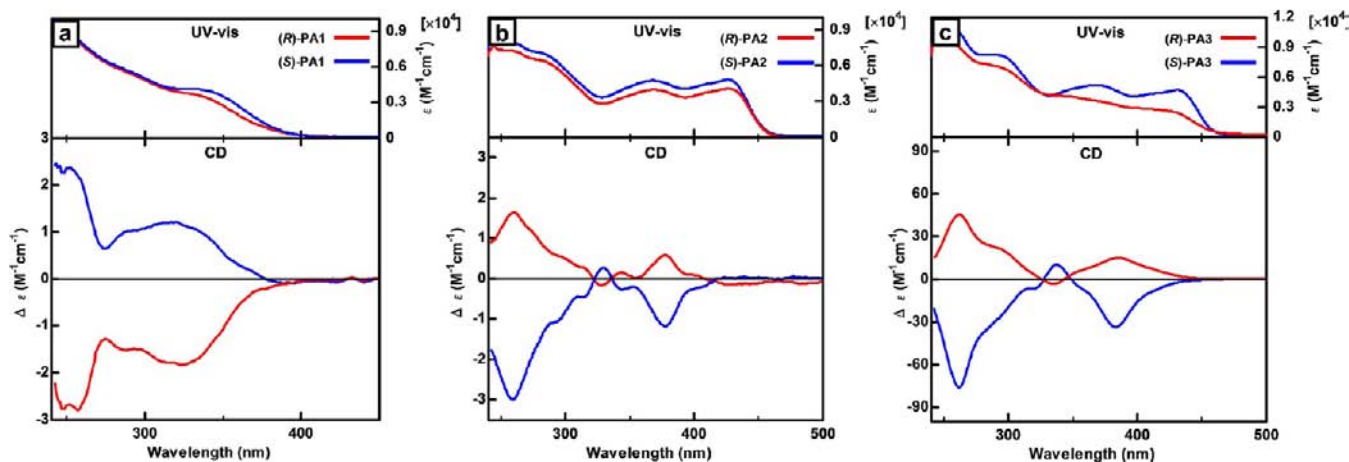 a
UV-vis
(R)-PA1
(S)-PA1
[×10⁴]
0.9
0.6
0.3
0
ε (M⁻¹cm⁻¹)
CD
3
2
1
0
-1
-2
-3
Δ ε (M⁻¹cm⁻¹)
300
400
Wavelength (nm)
b
UV-vis
(R)-PA2
(S)-PA2
[×10⁴]
0.9
0.6
0.3
0
ε (M⁻¹cm⁻¹)
CD
3
2
1
0
-1
-2
-3
Δ ε (M⁻¹cm⁻¹)
300
400
500
Wavelength (nm)
c
UV-vis
(R)-PA3
(S)-PA3
[×10⁴]
1.2
0.9
0.6
0.3
0
ε (M⁻¹cm⁻¹)
CD
90
60
30
0
-30
-60
-90
Δ ε (M⁻¹cm⁻¹)
300
400
500
Wavelength (nm)